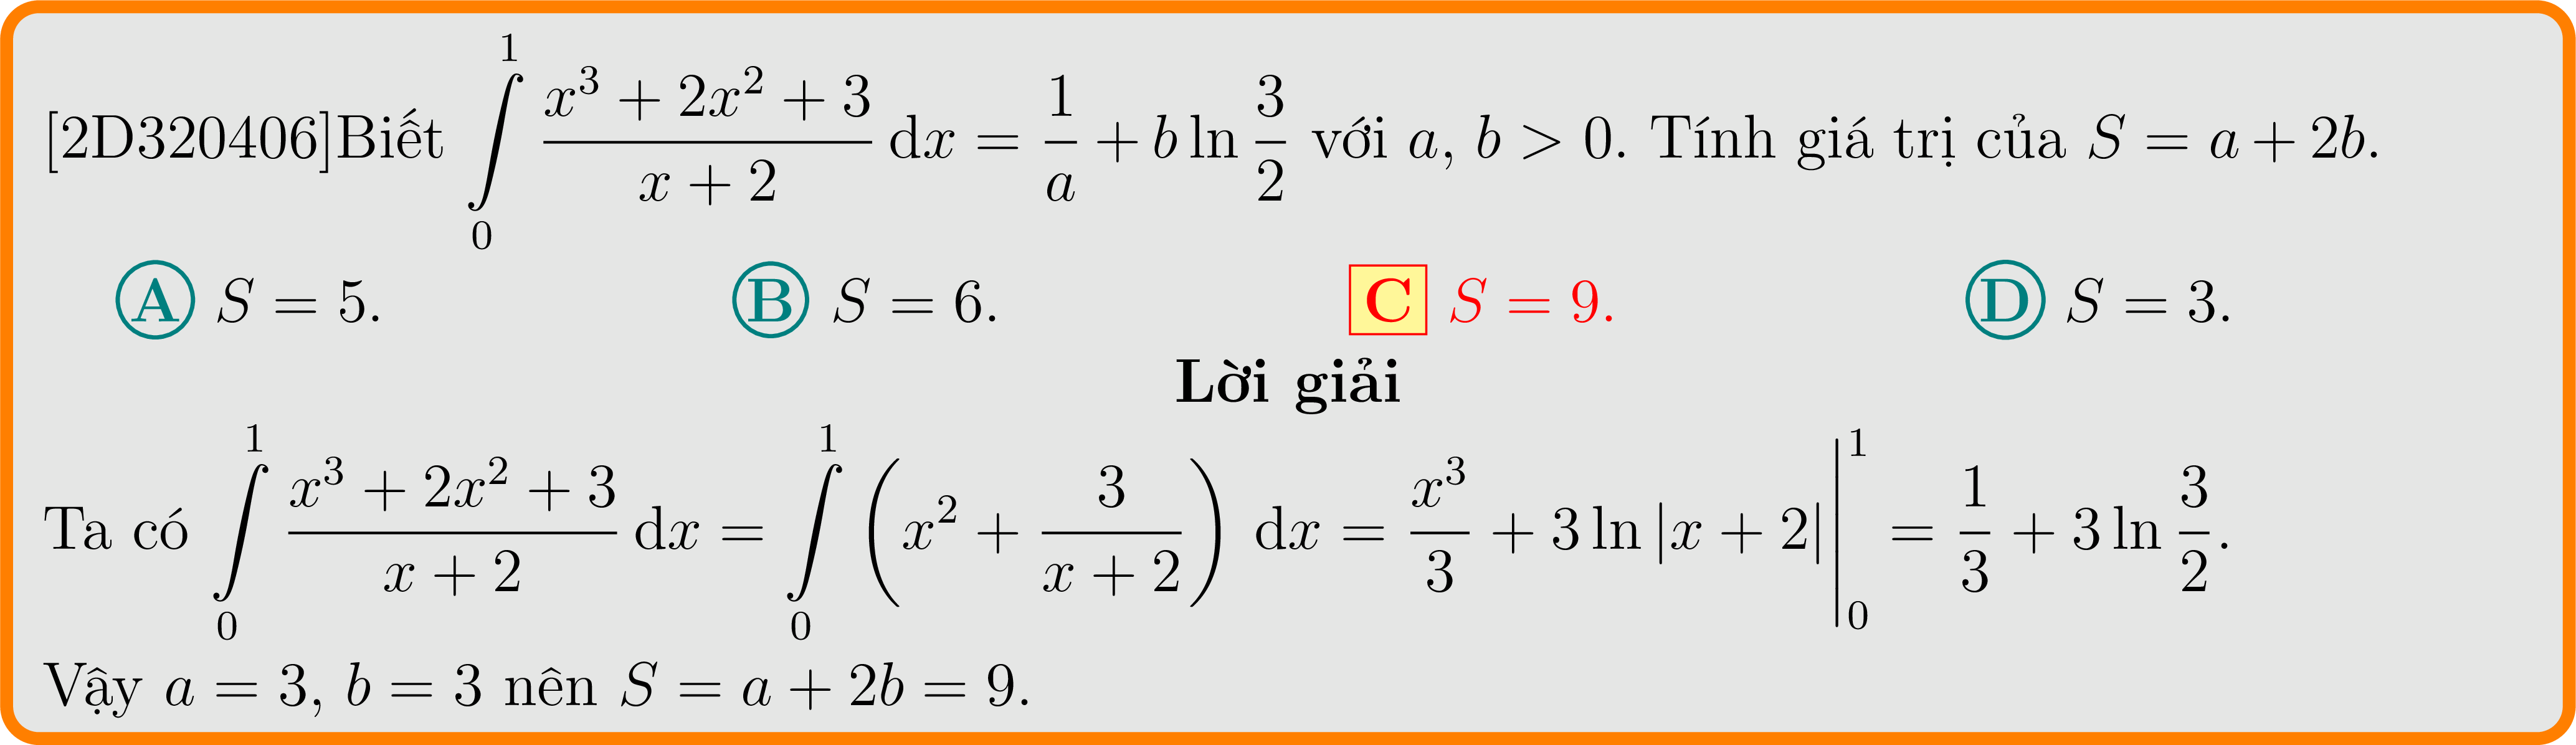 [2D320406]Biết $\int\limits_0^1 \frac{x^3 + 2x^2 + 3}{x + 2} \, \mathrm{d}x = \frac{1}{a} + b \ln \frac{3}{2}$ với $a, b > 0$. Tính giá trị của $S = a + 2b$.
A $S = 5$. B $S = 6$. C $S = 9$. D $S = 3$.
Lời giải
Ta có $\int\limits_0^1 \frac{x^3 + 2x^2 + 3}{x + 2} \, \mathrm{d}x = \int\limits_0^1 \left( x^2 + \frac{3}{x + 2} \right) \, \mathrm{d}x = \frac{x^3}{3} + 3 \ln |x + 2| \Big|_0^1 = \frac{1}{3} + 3 \ln \frac{3}{2}$.
Vậy $a = 3, b = 3$ nên $S = a + 2b = 9$.